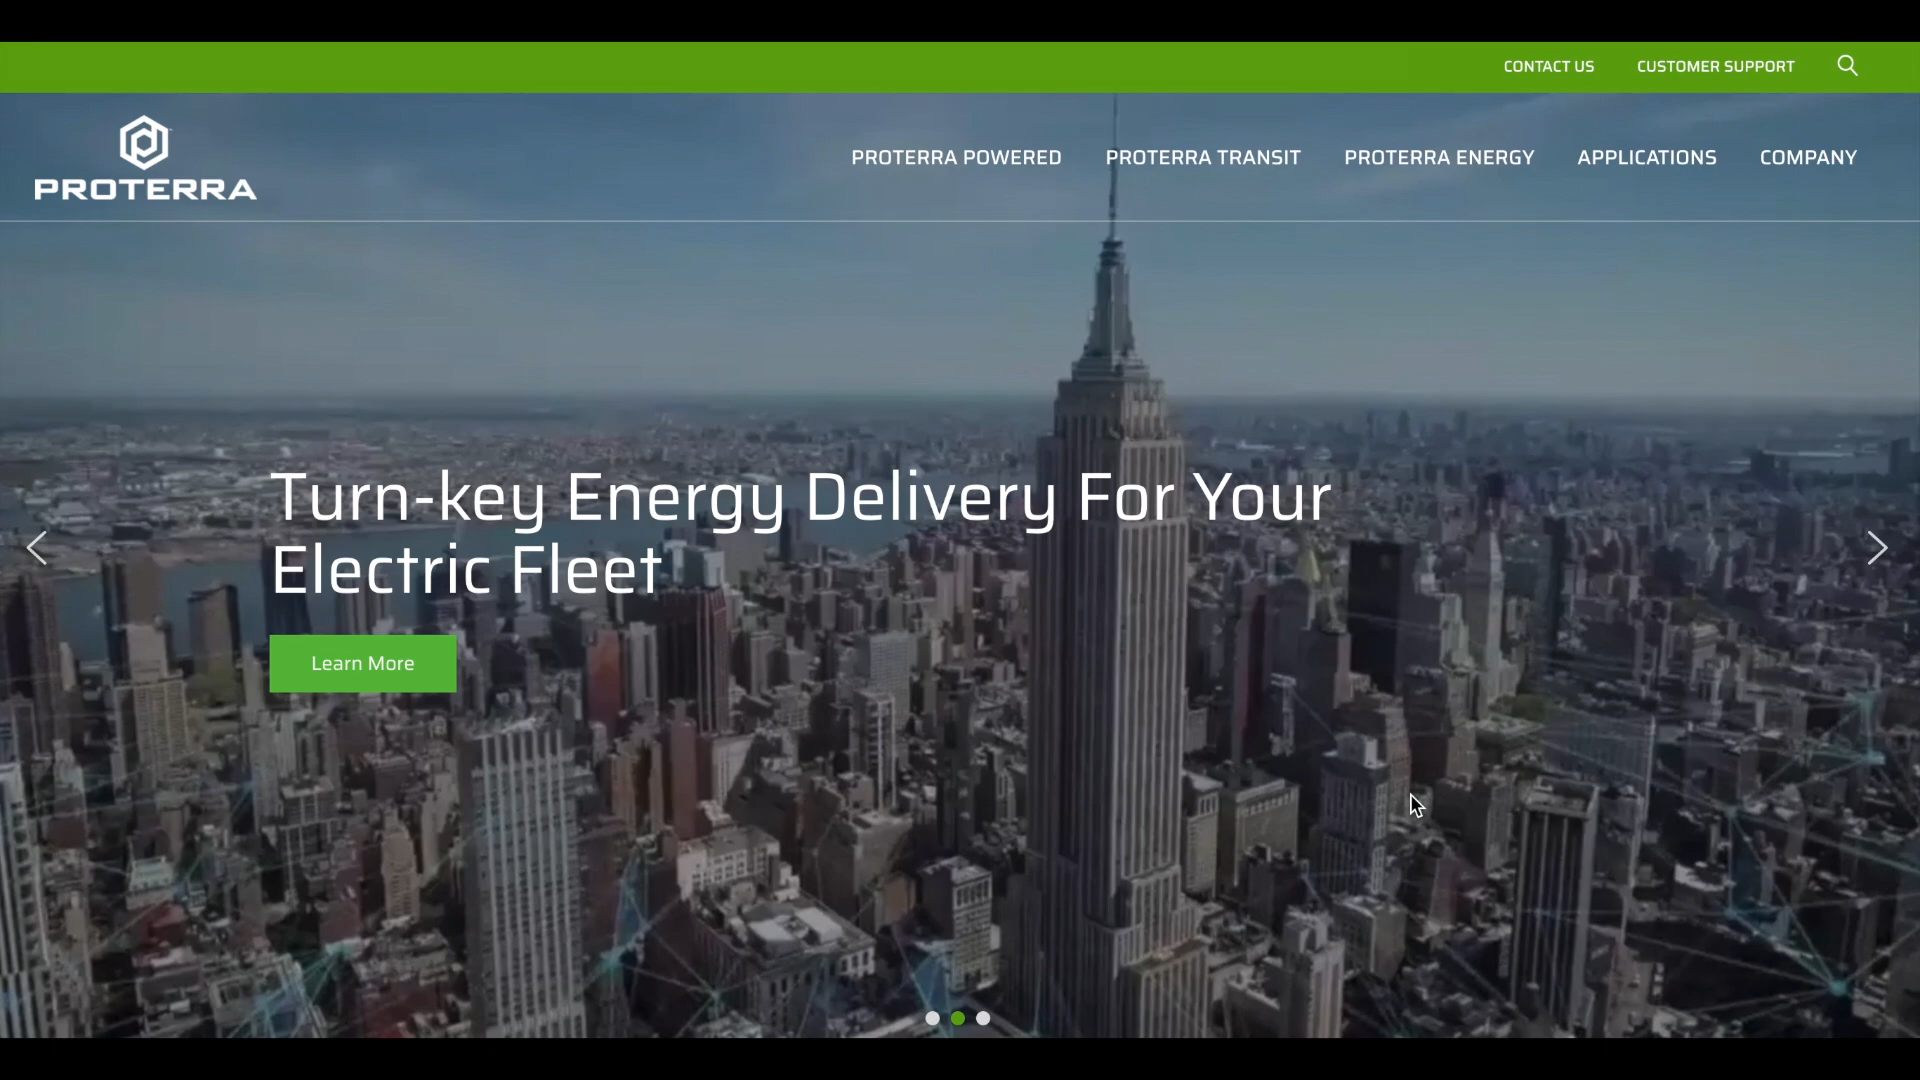 CONTACT US
CUSTOMER SUPPORT
PROTERRA
PROTERRA POWERED
PROTERRA TRANSIT
PROTERRA ENERGY
APPLICATIONS
COMPANY
Turn-key Energy Delivery For Your
Electric Fleet
Learn More